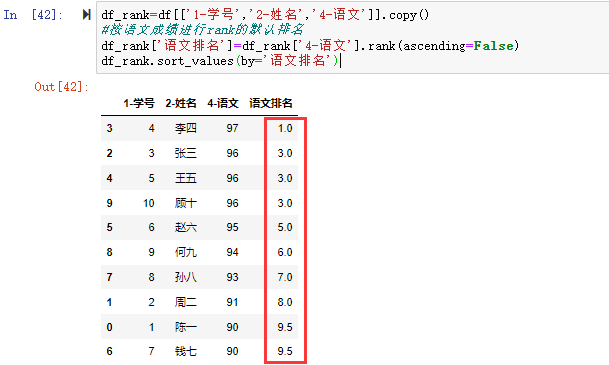 In [42]: df_rank=df[['1-学号','2-姓名','4-语文']].copy()
#按语文成绩进行rank的默认排名
df_rank['语文排名']=df_rank['4-语文'].rank(ascending=False)
df_rank.sort_values(by='语文排名')
Out[42]:
1-学号 2-姓名 4-语文 语文排名
3 4 李四 97 1.0
2 3 张三 96 3.0
4 5 王五 96 3.0
9 10 顾十 96 3.0
5 6 赵六 95 5.0
8 9 何九 94 6.0
7 8 孙八 93 7.0
1 2 周二 91 8.0
0 1 陈一 90 9.5
6 7 钱七 90 9.5